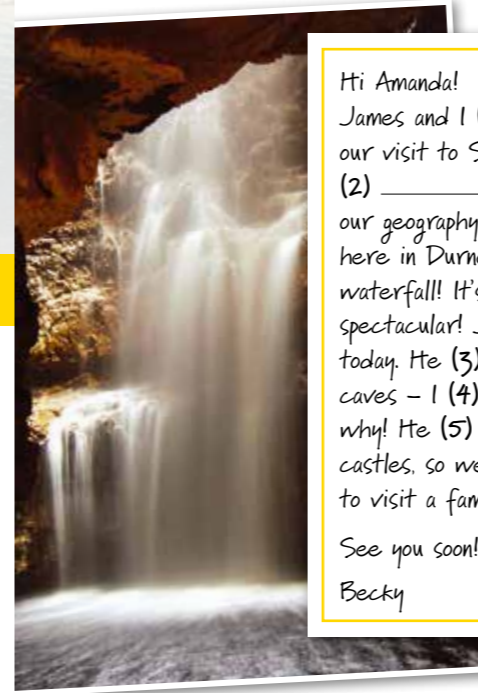 Hi Amanda!
James and I (
our visit to S
(2) ____________
our geography
here in Durn
waterfall! It's
spectacular! J
today. He (3)
caves – I (4)
why! He (5)
castles, so we
to visit a fam
See you soon!
Becky